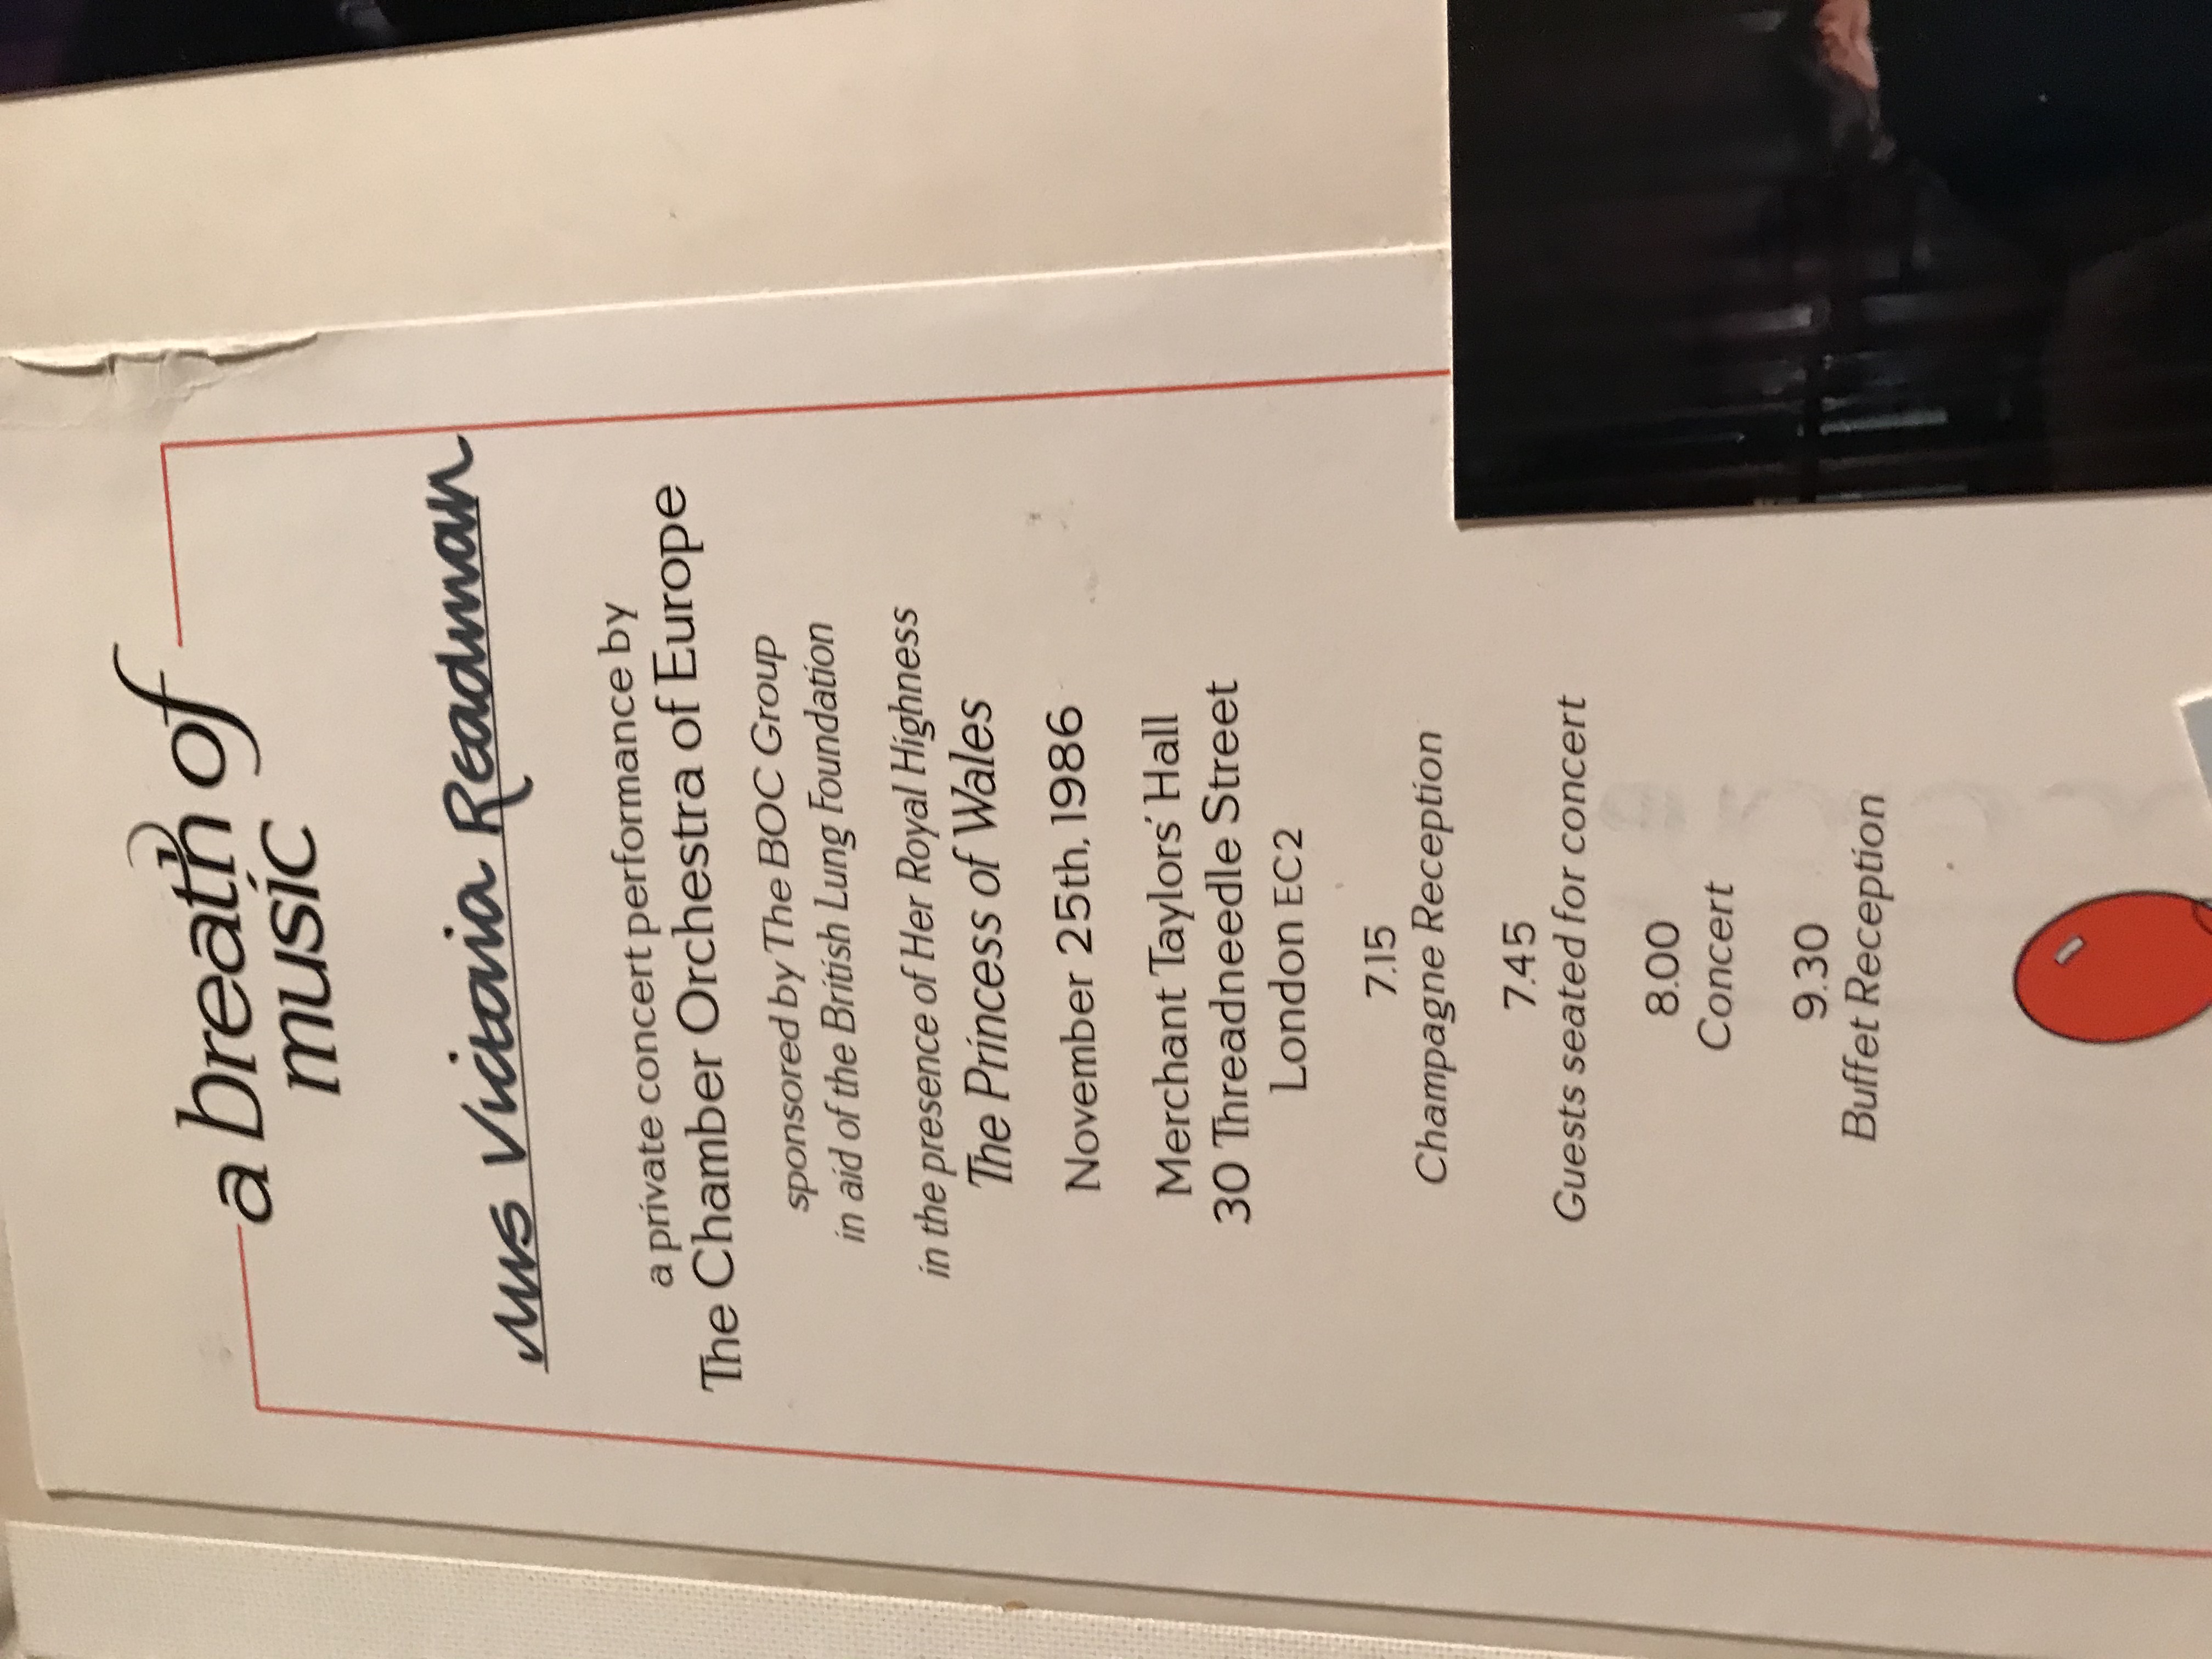 a breath of
music
Miss Victoria Readman
a private concert performance by
The Chamber Orchestra of Europe
sponsored by The BOC Group
in aid of the British Lung Foundation
in the presence of Her Royal Highness
The Princess of Wales
November 25th, 1986
Merchant Taylors' Hall
30 Threadneedle Street
London EC2
7.15
Champagne Reception
7.45
Guests seated for concert
8.00
Concert
9.30
Buffet Reception